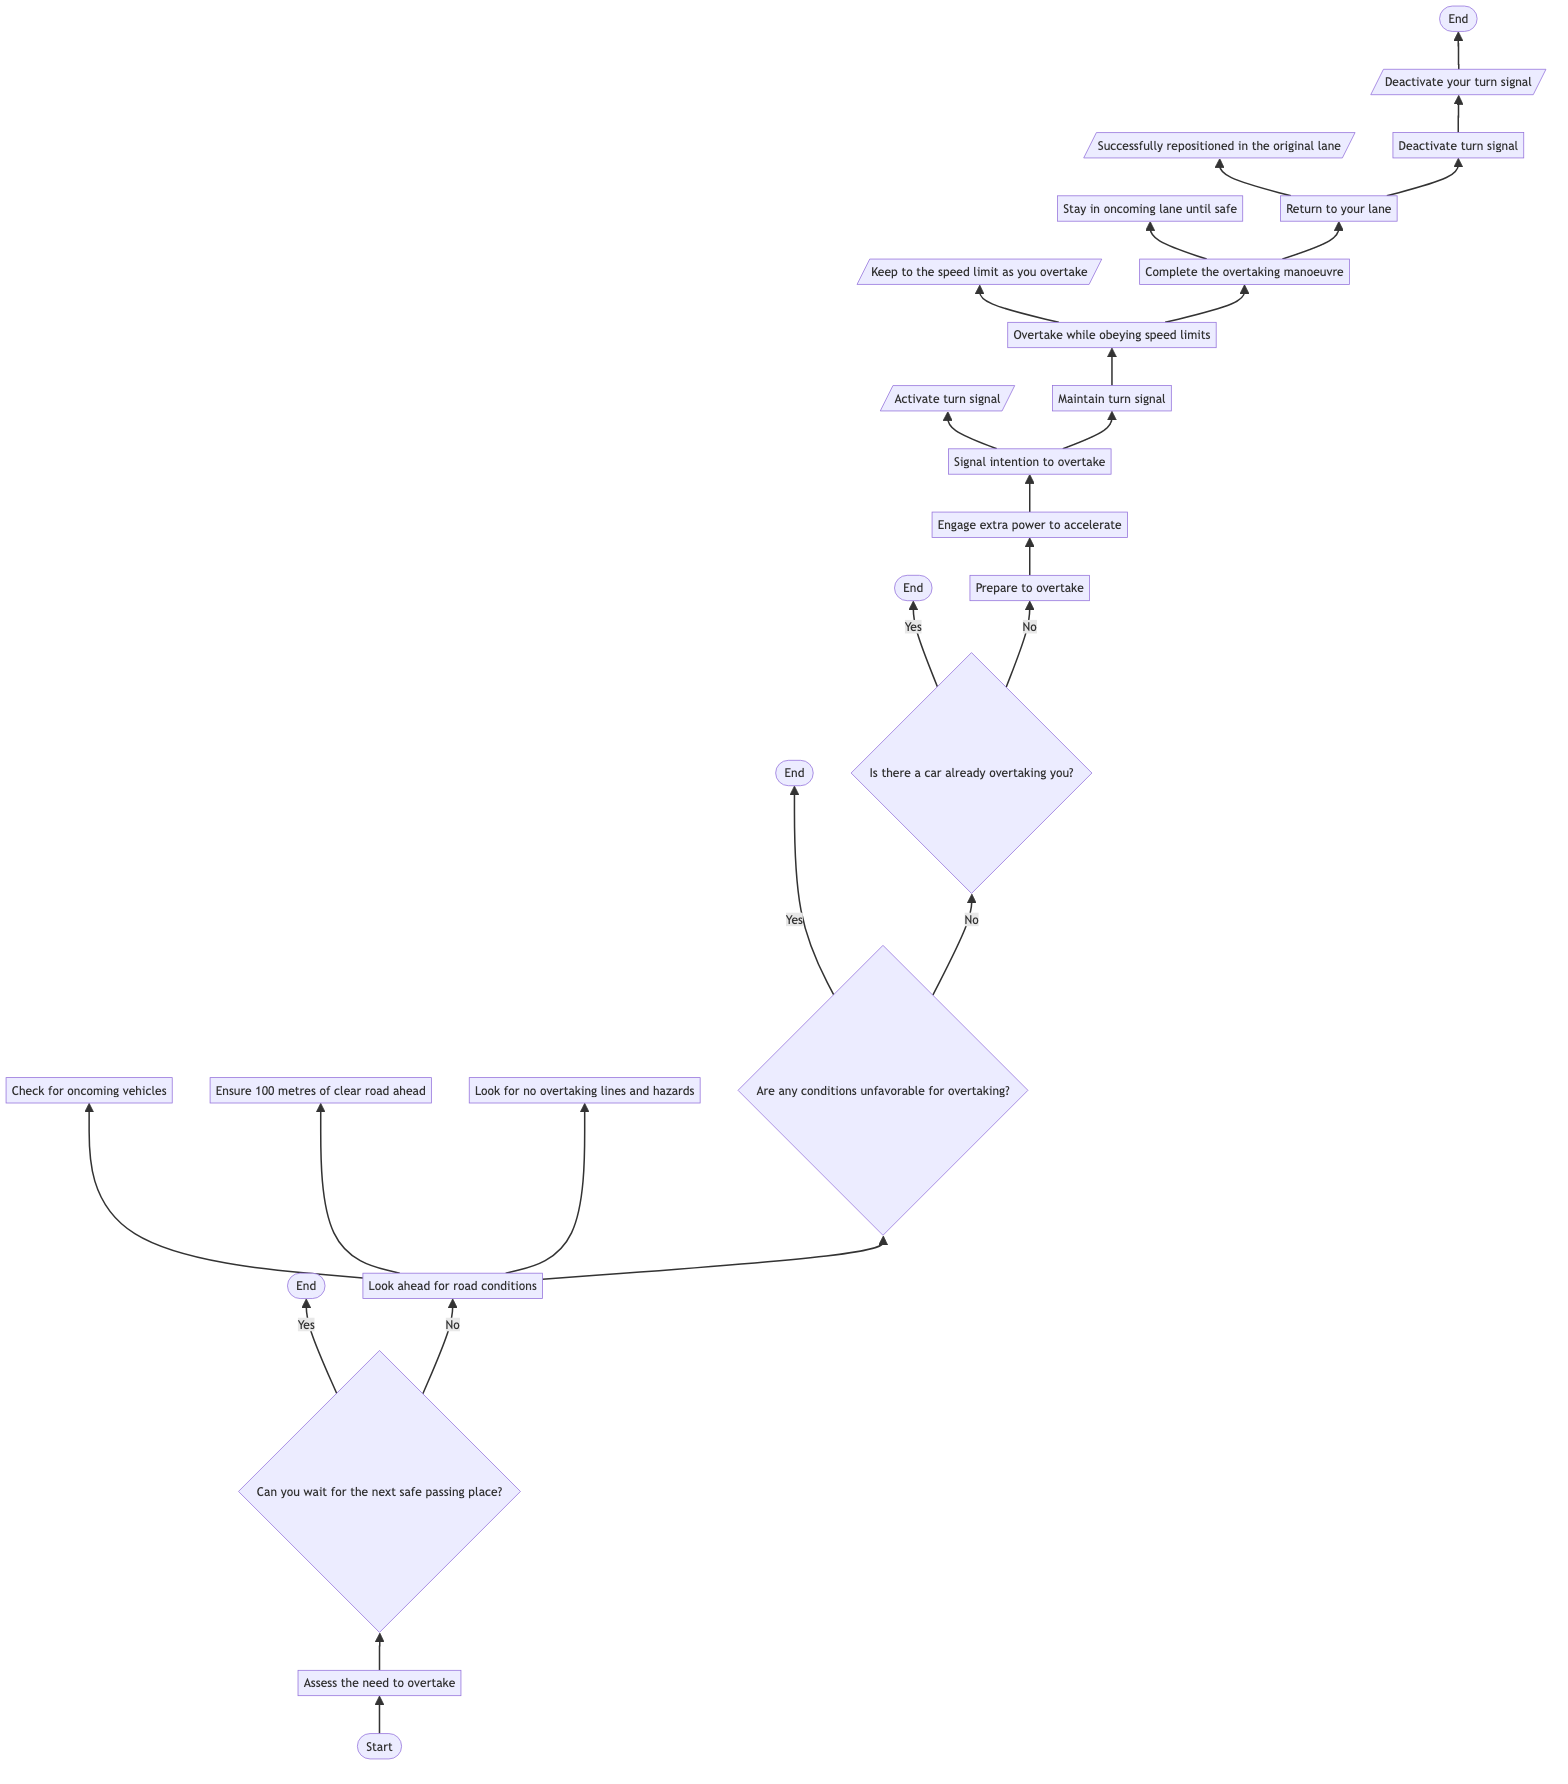 End
Deactivate your turn signal
Successfully repositioned in the original lane
Deactivate turn signal
Stay in oncoming lane until safe
Return to your lane
Keep to the speed limit as you overtake
Complete the overtaking manoeuvre
Overtake while obeying speed limits
Activate turn signal
Maintain turn signal
Signal intention to overtake
Engage extra power to accelerate
End
Prepare to overtake
Yes
No
End
Is there a car already overtaking you?
Yes
No
Check for oncoming vehicles
Ensure 100 metres of clear road ahead
Look for no overtaking lines and hazards
Are any conditions unfavorable for overtaking?
End
Look ahead for road conditions
Yes
No
Can you wait for the next safe passing place?
Assess the need to overtake
Start